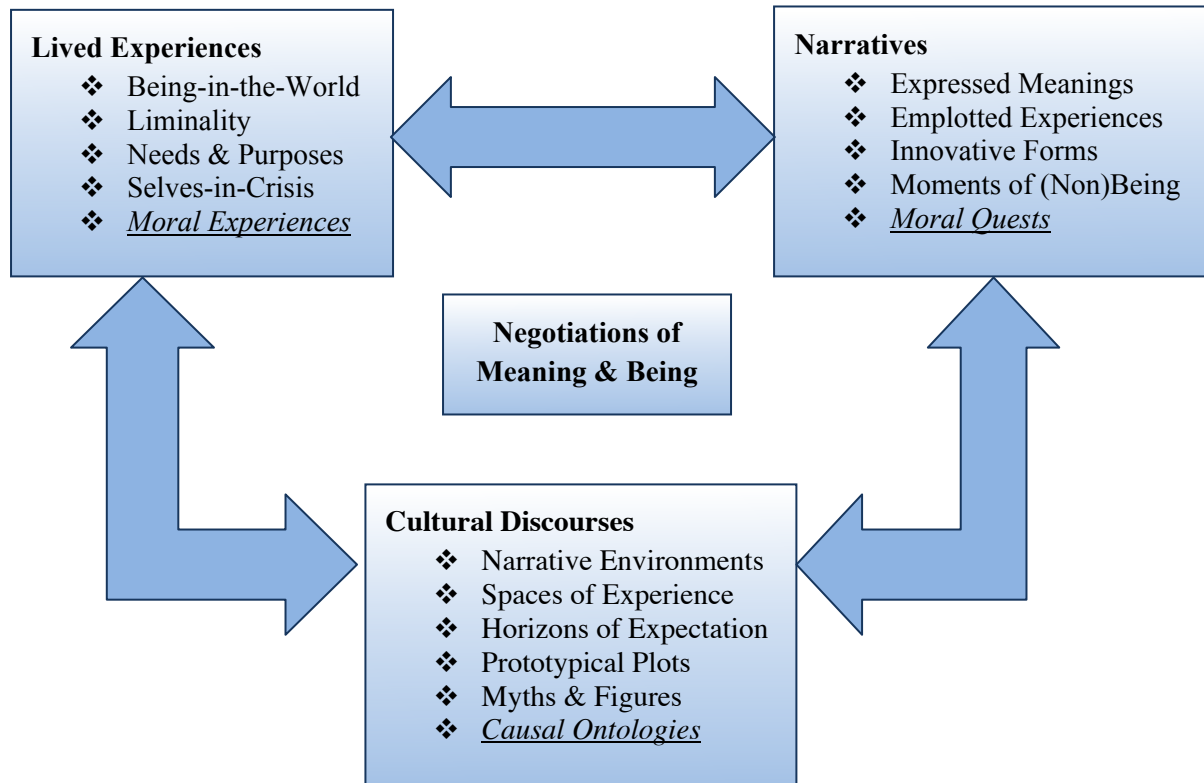 Lived Experiences
❖ Being-in-the-World
❖ Liminality
❖ Needs & Purposes
❖ Selves-in-Crisis
❖ Moral Experiences
Narratives
❖ Expressed Meanings
❖ Emplotted Experiences
❖ Innovative Forms
❖ Moments of (Non)Being
❖ Moral Quests
Negotiations of
Meaning & Being
Cultural Discourses
❖ Narrative Environments
❖ Spaces of Experience
❖ Horizons of Expectation
❖ Prototypical Plots
❖ Myths & Figures
❖ Causal Ontologies